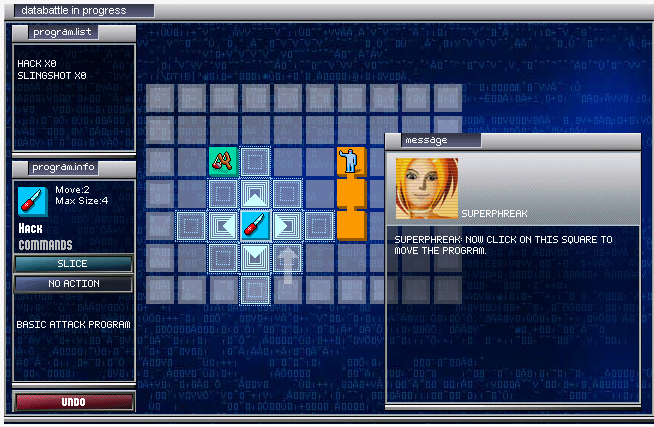 databattle in progress
program.list
HACK X0
SLINGSHOT X0
program.info
Move:2
Max Size:4
HACK
COMMANDS
SLICE
NO ACTION
BASIC ATTACK PROGRAM
UNDO
message
SUPERPHREAK
SUPERPHREAK: NOW CLICK ON THIS SQUARE TO
MOVE THE PROGRAM.